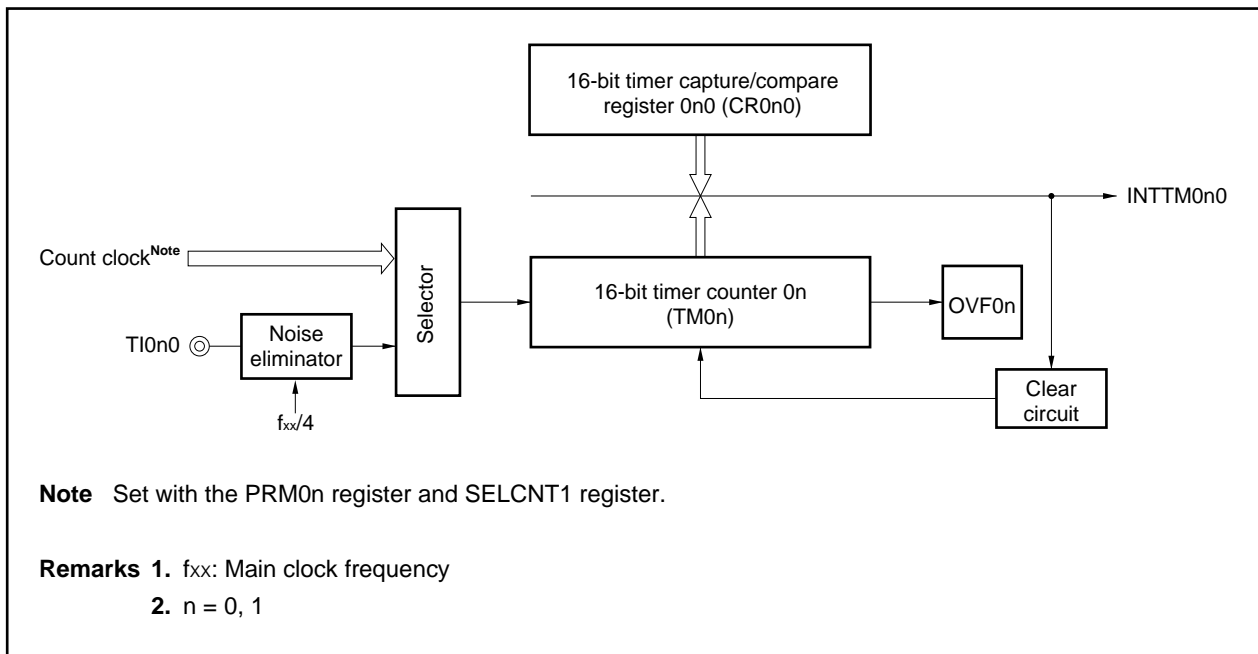 16-bit timer capture/compare
register 0n0 (CR0n0)
INTTM0n0
Count clockNote
Selector
16-bit timer counter 0n
(TM0n)
OVF0n
TI0n0
Noise
eliminator
fxx/4
Clear
circuit
Note Set with the PRM0n register and SELCNT1 register.
Remarks 1. fxx: Main clock frequency
2. n = 0, 1